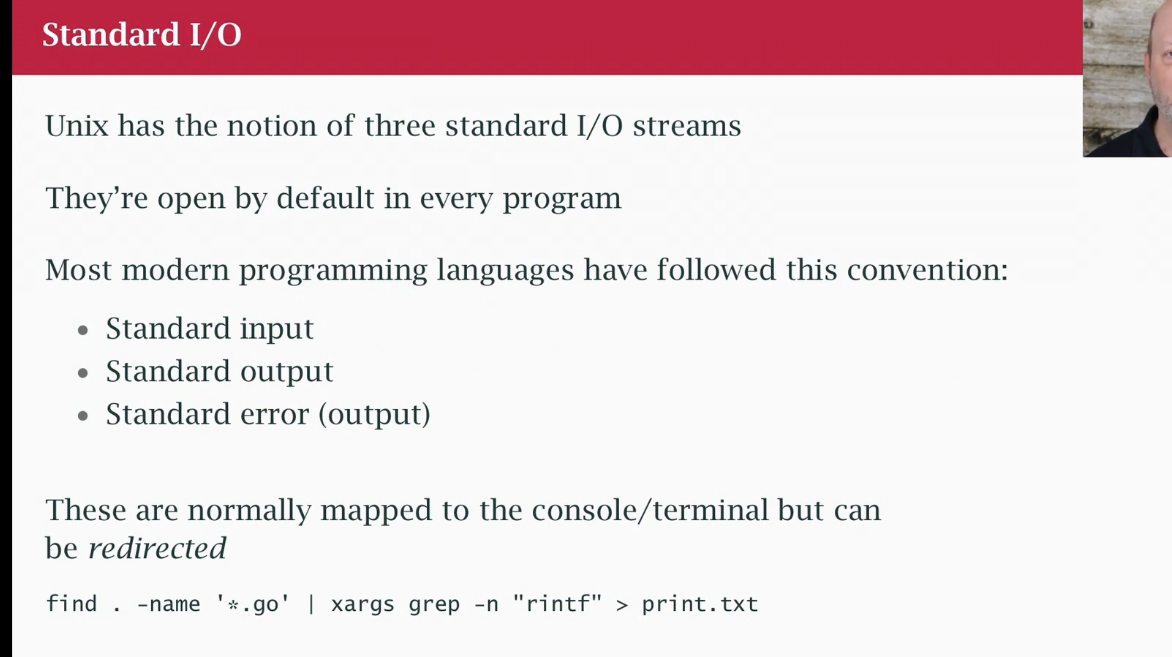 Standard I/O
Unix has the notion of three standard I/O streams
They’re open by default in every program
Most modern programming languages have followed this convention:
• Standard input
• Standard output
• Standard error (output)
These are normally mapped to the console/terminal but can
be redirected
find . -name '*.go' | xargs grep -n "rintf" > print.txt